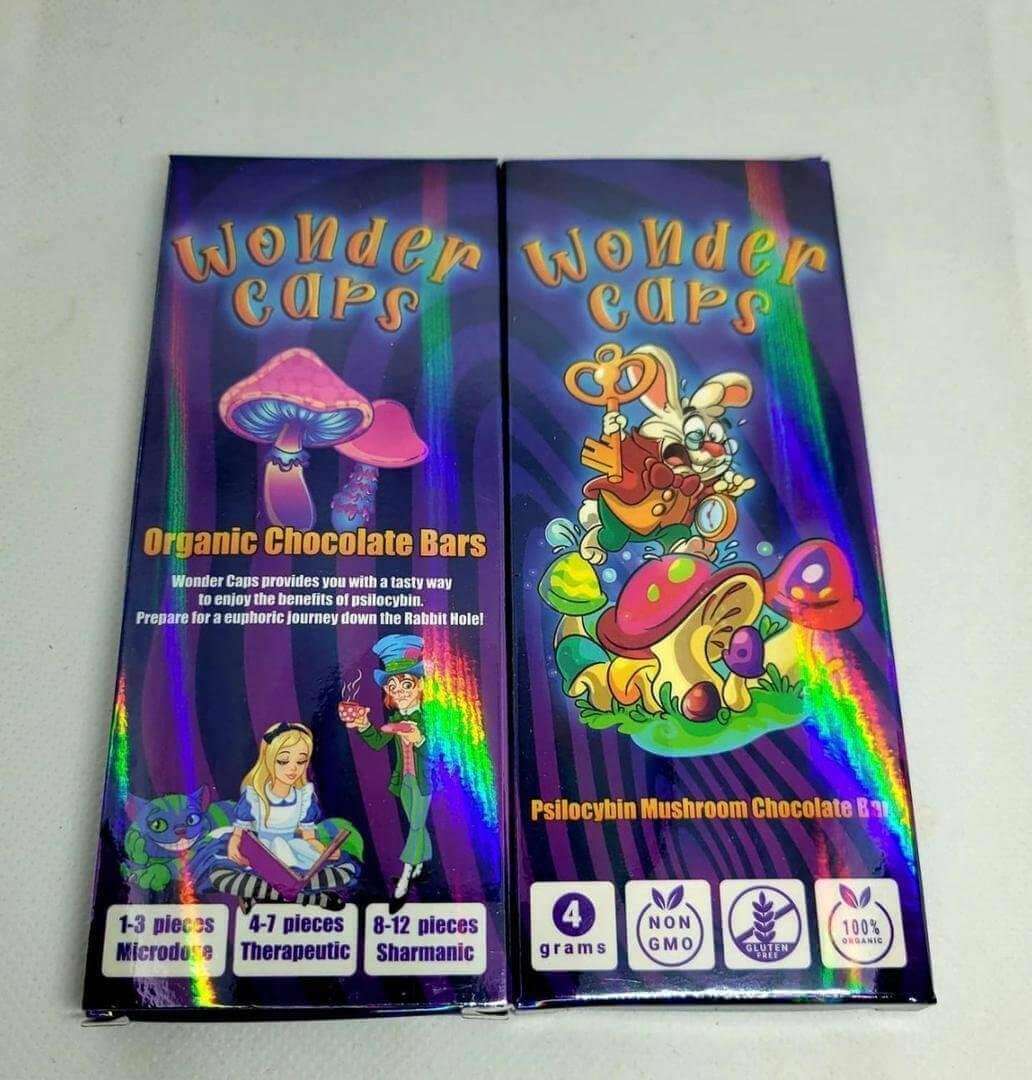 Wonder
Caps
Organic Chocolate Bars
Wonder Caps provides you with a tasty way
to enjoy the benefits of psilocybin.
Prepare for a euphoric journey down the Rabbit Hole!
1-3 pieces
Microdose
4-7 pieces
Therapeutic
8-12 pieces
Sharmanic
Wonder
Caps
Psilocybin Mushroom Chocolate Bar
4
grams
NON
GMO
GLUTEN
FREE
100%
ORGANIC